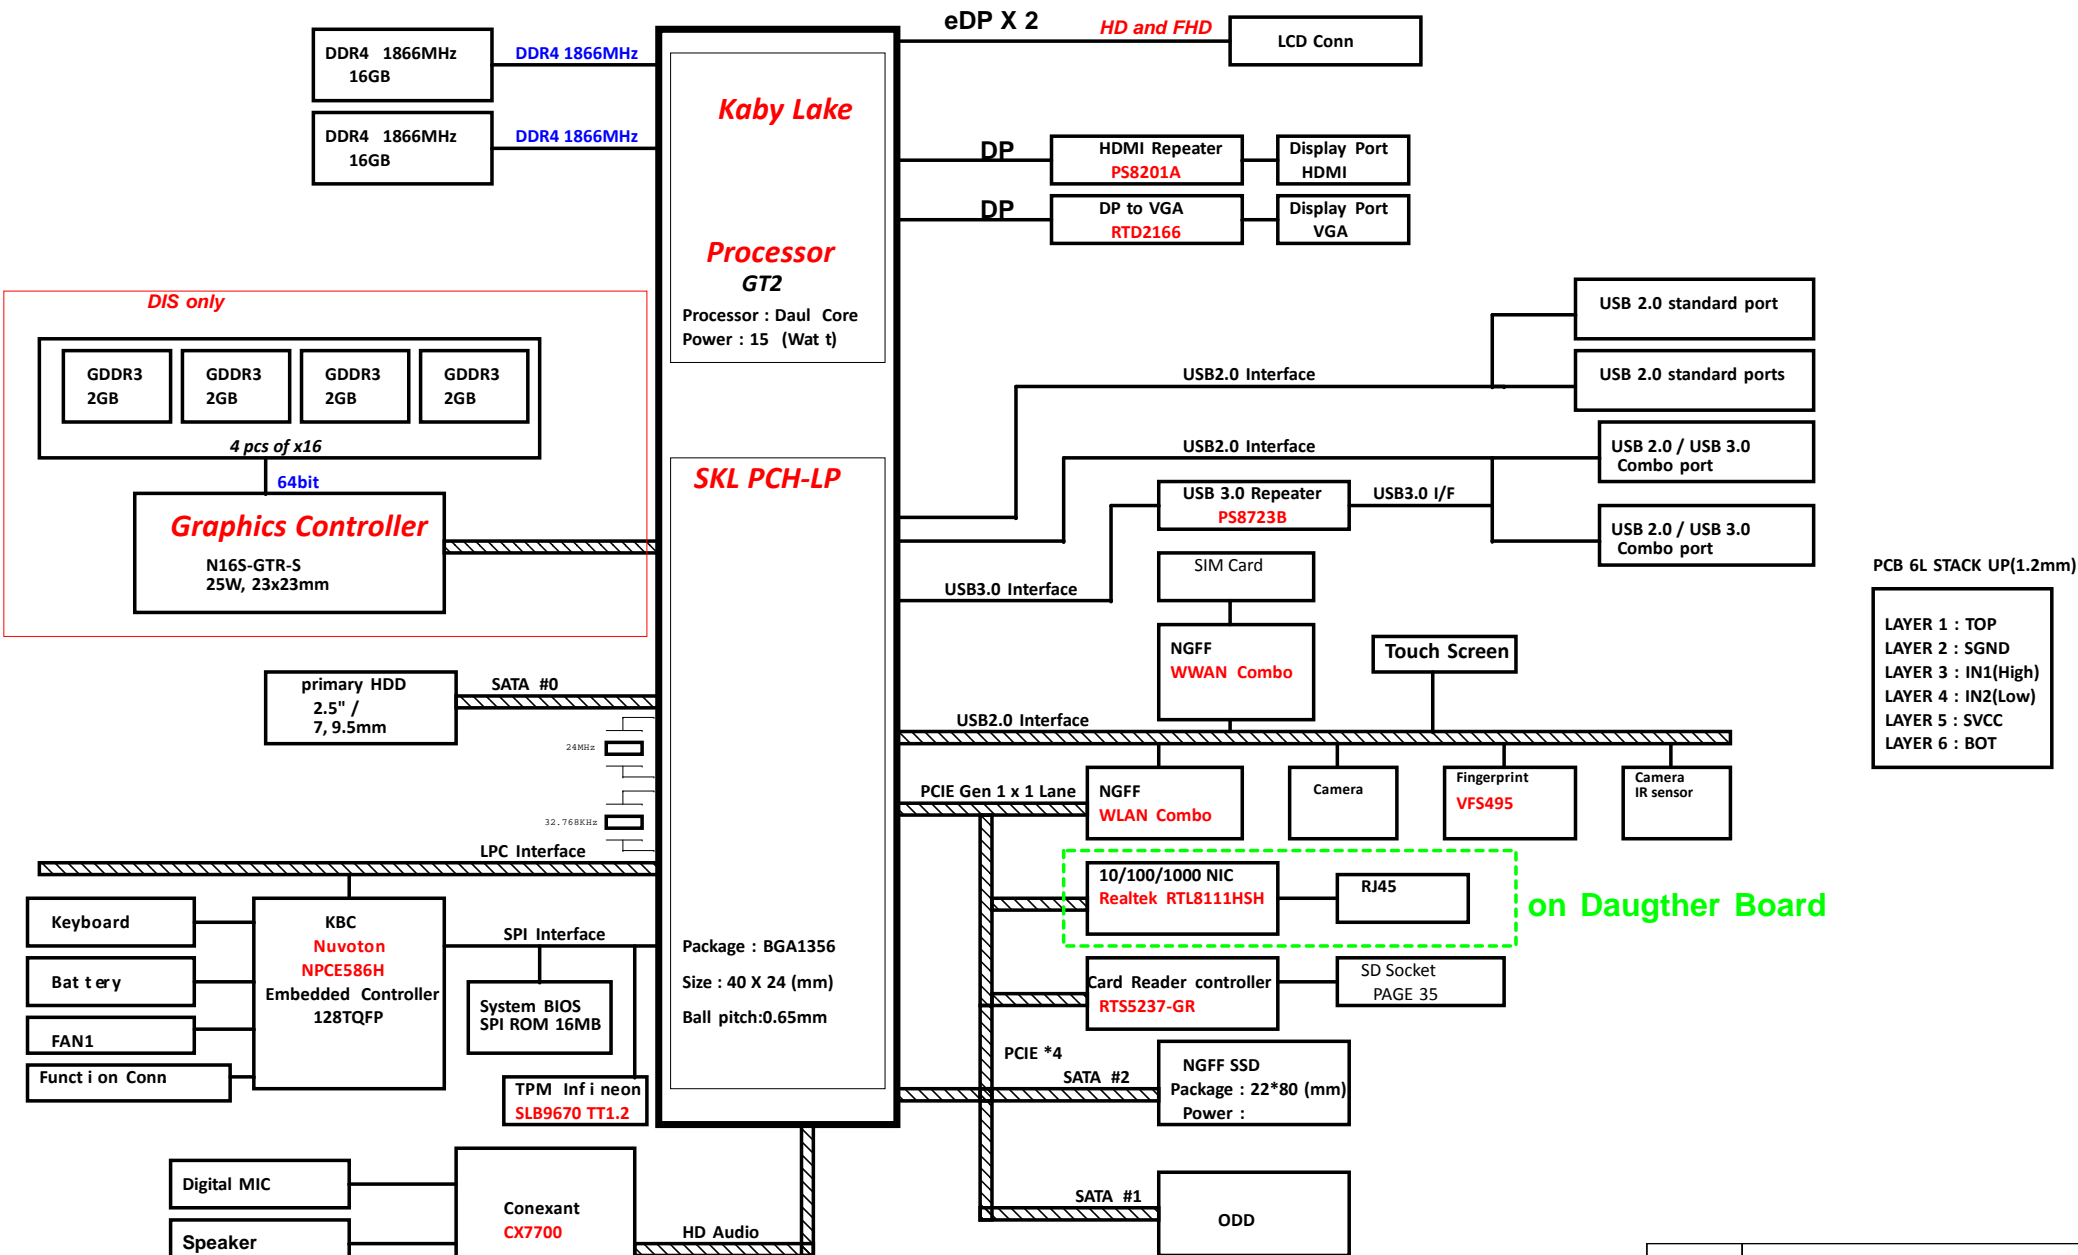 eDP X 2
HD and FHD
LCD Conn
DDR4 1866MHz
16GB
DDR4 1866MHz
DDR4 1866MHz
16GB
DDR4 1866MHz
Kaby Lake
Processor
GT2
Processor : Daul Core
Power : 15 (Wat t)
DP
HDMI Repeater
PS8201A
Display Port
HDMI
DP
DP to VGA
RTD2166
Display Port
VGA
DIS only
GDDR3
2GB
GDDR3
2GB
GDDR3
2GB
GDDR3
2GB
4 pcs of x16
64bit
Graphics Controller
N16S-GTR-S
25W, 23x23mm
USB 2.0 standard port
USB2.0 Interface
USB 2.0 standard ports
USB2.0 Interface
USB 2.0 / USB 3.0
Combo port
SKL PCH-LP
USB 3.0 Repeater
PS8723B
USB3.0 I/F
USB 2.0 / USB 3.0
Combo port
USB3.0 Interface
SIM Card
NGFF
WWAN Combo
Touch Screen
PCB 6L STACK UP(1.2mm)
LAYER 1 : TOP
LAYER 2 : SGND
LAYER 3 : IN1(High)
LAYER 4 : IN2(Low)
LAYER 5 : SVCC
LAYER 6 : BOT
primary HDD
2.5" /
7, 9.5mm
SATA #0
24MHz
32.768KHz
USB2.0 Interface
PCIE Gen 1 x 1 Lane
NGFF
WLAN Combo
Camera
Fingerprint
VFS495
Camera
IR sensor
LPC Interface
10/100/1000 NIC
Realtek RTL8111HSH
RJ45
on Daugther Board
Keyboard
Bat t ery
FAN1
Funct i on Conn
KBC
Nuvoton
NPCE586H
Embedded Controller
128TQFP
SPI Interface
System BIOS
SPI ROM 16MB
TPM Inf i neon
SLB9670 TT1.2
Package : BGA1356
Size : 40 X 24 (mm)
Ball pitch:0.65mm
Card Reader controller
RTS5237-GR
SD Socket
PAGE 35
PCIE *4
SATA #2
NGFF SSD
Package : 22*80 (mm)
Power :
Digital MIC
Speaker
Conexant
CX7700
HD Audio
SATA #1
ODD